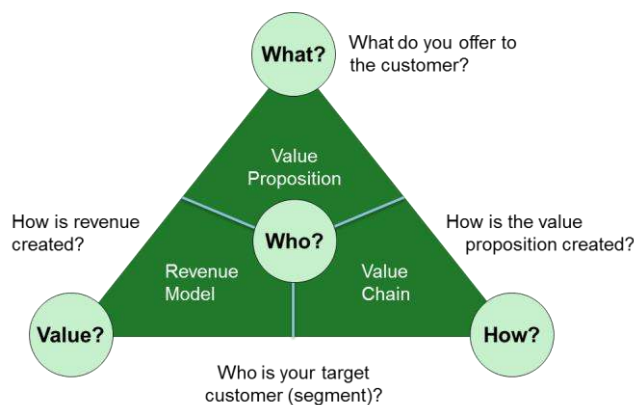 What?
What do you offer to
the customer?
Value
Proposition
How is revenue
created?
Who?
How is the value
proposition created?
Revenue
Model
Value
Chain
Value?
How?
Who is your target
customer (segment)?